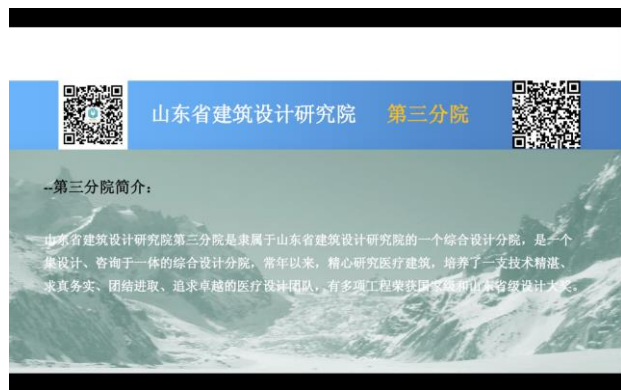 山东省建筑设计研究院 第三分院
--第三分院简介:
山东省建筑设计研究院第三分院是隶属于山东省建筑设计研究院的一个综合设计分院，是一个
集设计、咨询于一体的综合设计分院，常年以来，精心研究医疗建筑，培养了一支技术精湛、
求真务实、团结进取、追求卓越的医疗设计团队，有多项工程荣获国家级和山东省级设计大奖。